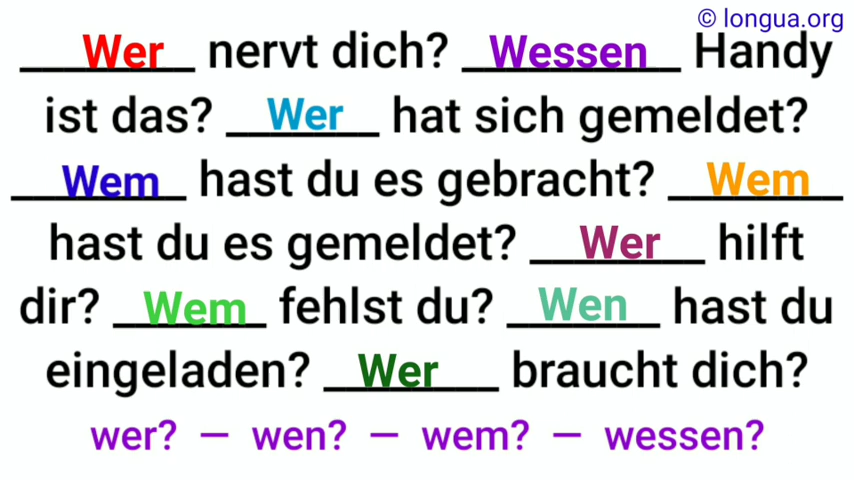 © longua.org
Wer nervt dich? Wessen Handy
ist das? Wer hat sich gemeldet?
Wem hast du es gebracht? Wem
hast du es gemeldet? Wer hilft
dir? Wem fehlst du? Wen hast du
eingeladen? Wer braucht dich?
wer? — wen? — wem? — wessen?